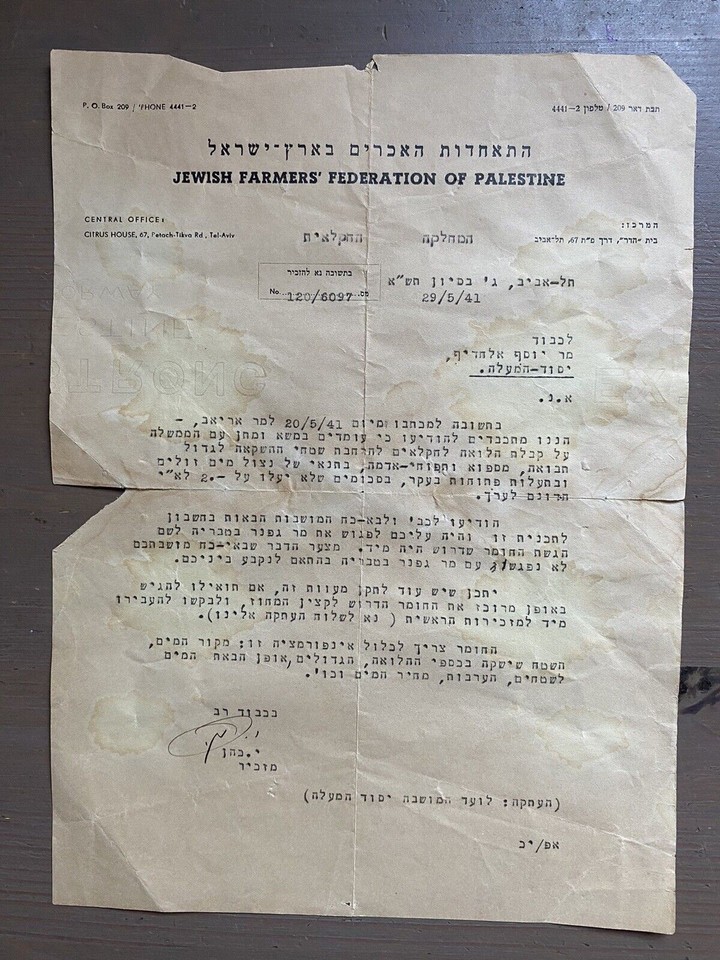 P. O. Box 209 / 'PHONE 4441—2
תבת דאר 209 / טלפון 2—4441
התאחדות האכרים בארץ-ישראל
JEWISH FARMERS' FEDERATION OF PALESTINE
CENTRAL OFFICE:
CITRUS HOUSE, 67, Petach-Tikva Rd., Tel-Aviv
המרכז:
בית "הדר", דרך פ"ת 67, תל-אביב
המחלקה החקלאית
תל-אביב, ג' בסיון תש"א
29/5/41
בתשובה נא להזכיר
No. 120/6097 מס.
לכבוד
מר יוסף אלחדיף,
יסוד-המעלה.
א.נ.
בתשובה למכתבו מיום 20/5/41 למר אריאב, -
הננו מתכבדים להודיעו כי עומדים במשא ומתן עם הממשלה
על קבלת הלואה לחקלאים להרחבת שטחי ההשקאה לגדול
תבואה, מספוא ותפוחי-אדמה, בתנאי של נצול מים זולים
ובתעלות פתוחות בעקר, בסכומים שלא יעלו על -.2 לא"י
הדונם לערך.
הודיעו לכב' ולבא-כח המושבות הבאות בחשבון
לתכנית זו והיה עליכם לפגוש את מר גפנר בטבריה לשם
הגשת החומר שדרוש היה מיד. מצער הדבר שבאי-כח מושבתכם
לא נפגשו עם מר גפנר בטבריה בהתאם לנקבע ביניכם.
יתכן שיש עוד לתקן מעוות זה, אם תואילו להגיש
באופן מרוכז את החומר הדרוש לקצין המחוז, ולבקשו להעבירו
מיד למזכירות הראשית ( נא לשלוח העתקה אלינו).
החומר צריך לכלול אינפורמציה זו: מקור המים,
השטח שישקה בכספי ההלואה, הגדולים, אופן הבאת המים
לשטחים, הערבות, מחיר המים וכו'.
בכבוד רב
י.כהן
מזכיר
(העתקה: לועד המושבה יסוד המעלה)
אפ/יכ